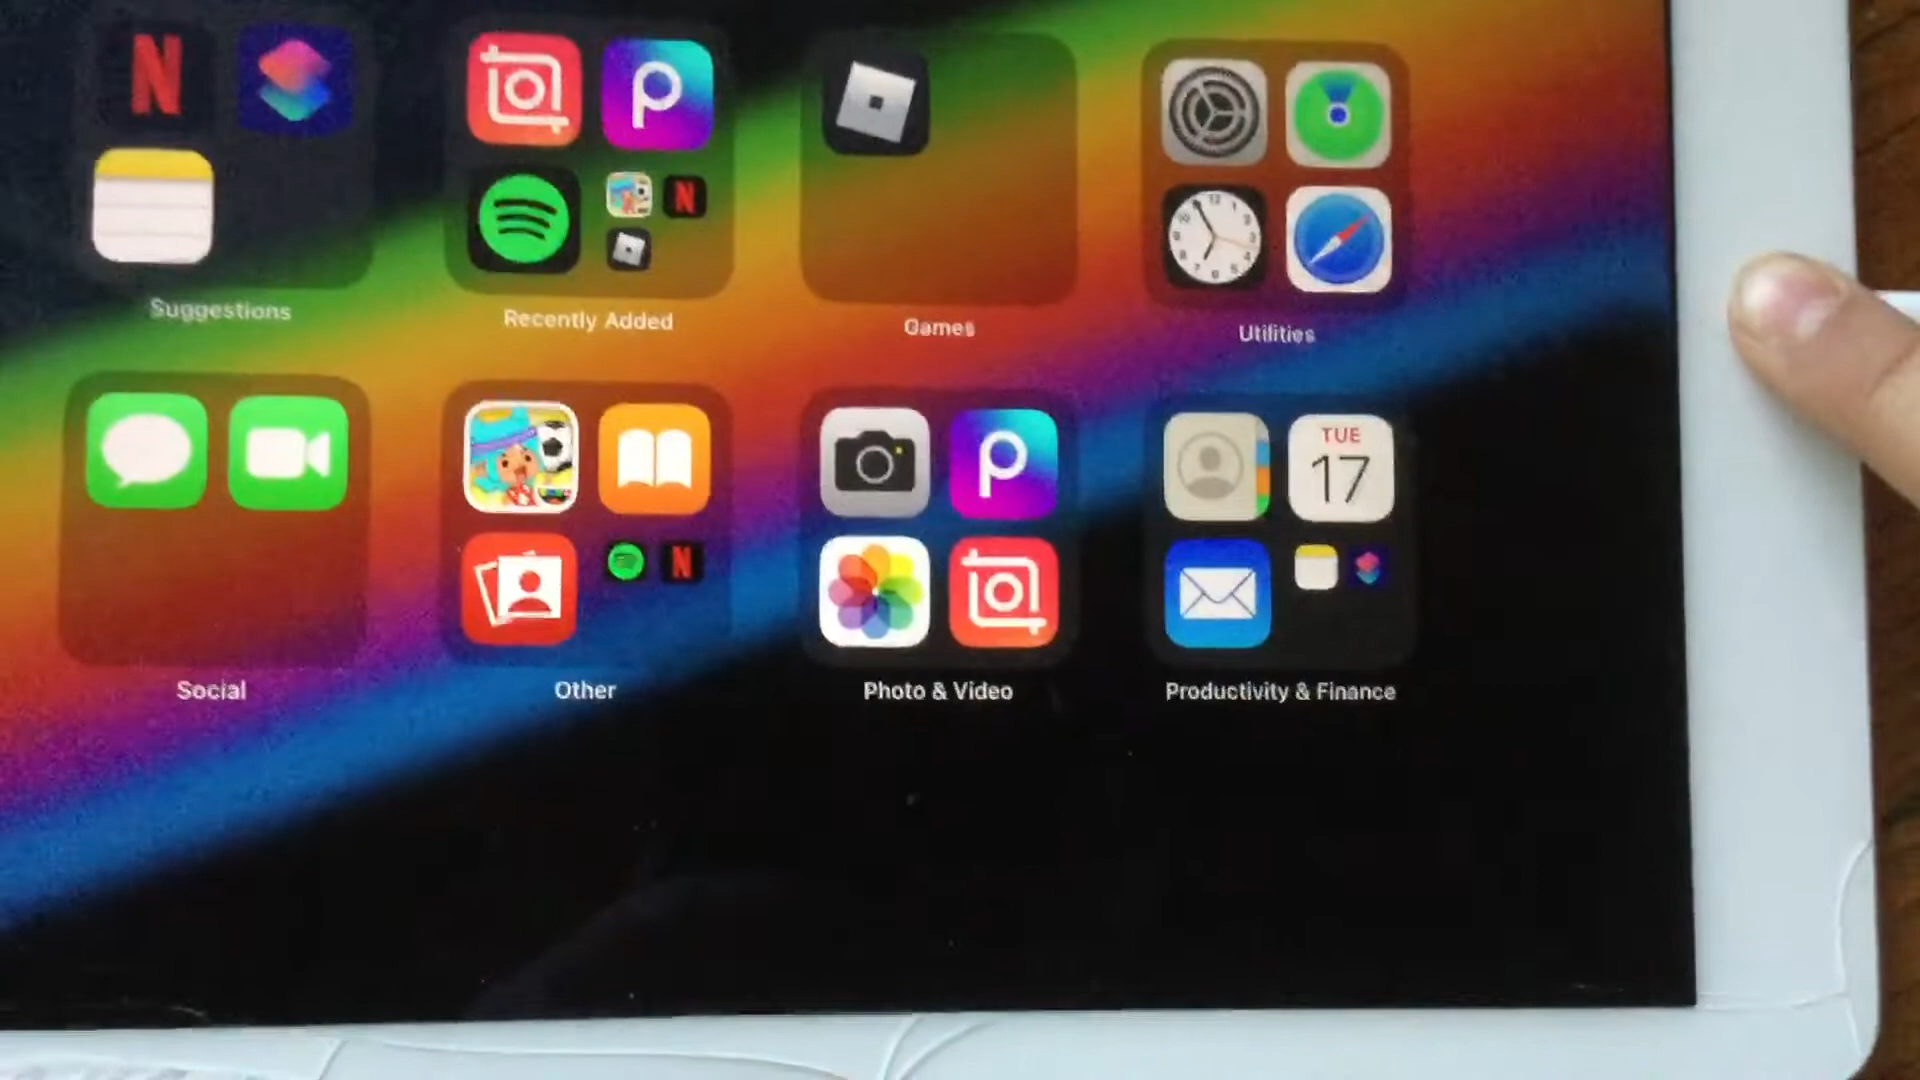 Suggestions
Recently Added
Games
Utilities
TUE
17
Social
Other
Photo & Video
Productivity & Finance